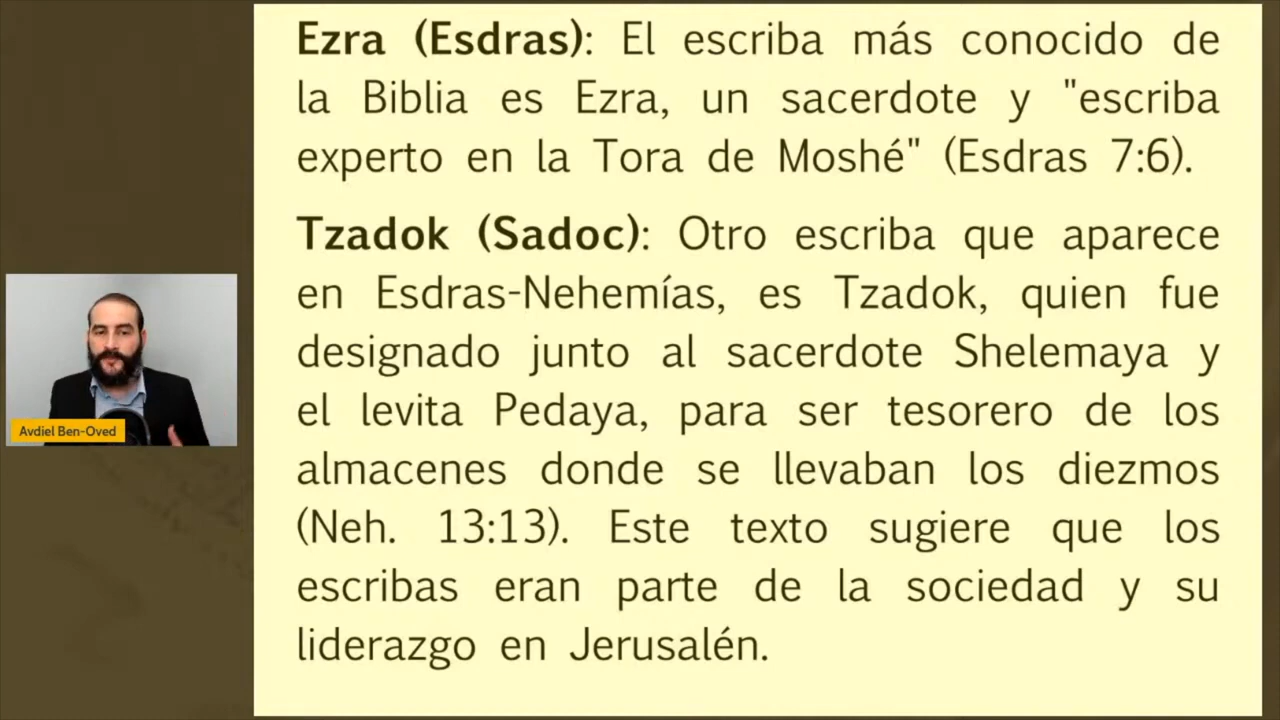 Ezra (Esdras): El escriba más conocido de
la Biblia es Ezra, un sacerdote y "escriba
experto en la Tora de Moshé" (Esdras 7:6).
Tzadok (Sadoc): Otro escriba que aparece
en Esdras-Nehemías, es Tzadok, quien fue
designado junto al sacerdote Shelemaya y
el levita Pedaya, para ser tesorero de los
almacenes donde se llevaban los diezmos
(Neh. 13:13). Este texto sugiere que los
escribas eran parte de la sociedad y su
liderazgo en Jerusalén.
Avdiel Ben-Oved